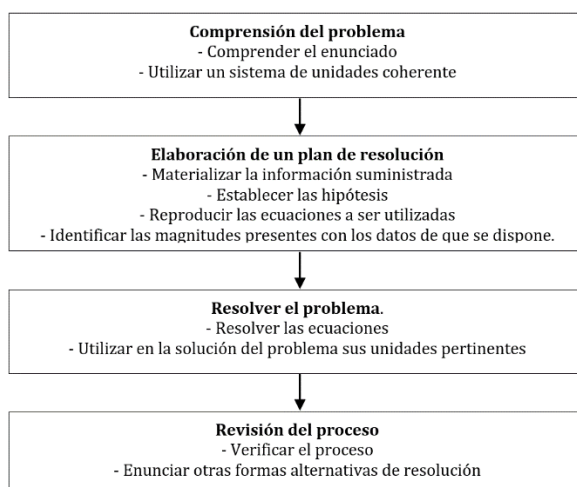 Comprensión del problema
- Comprender el enunciado
- Utilizar un sistema de unidades coherente
Elaboración de un plan de resolución
- Materializar la información suministrada
- Establecer las hipótesis
- Reproducir las ecuaciones a ser utilizadas
- Identificar las magnitudes presentes con los datos de que se dispone.
Resolver el problema.
- Resolver las ecuaciones
- Utilizar en la solución del problema sus unidades pertinentes
Revisión del proceso
- Verificar el proceso
- Enunciar otras formas alternativas de resolución